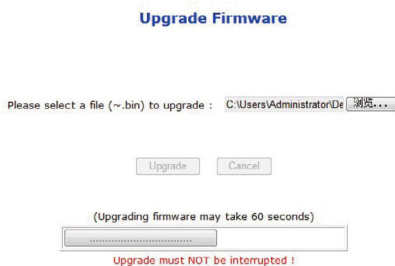 Upgrade Firmware
Please select a file (~.bin) to upgrade : C:\Users\Administrator\De 浏览...
Upgrade Cancel
(Upgrading firmware may take 60 seconds)
Upgrade must NOT be interrupted !